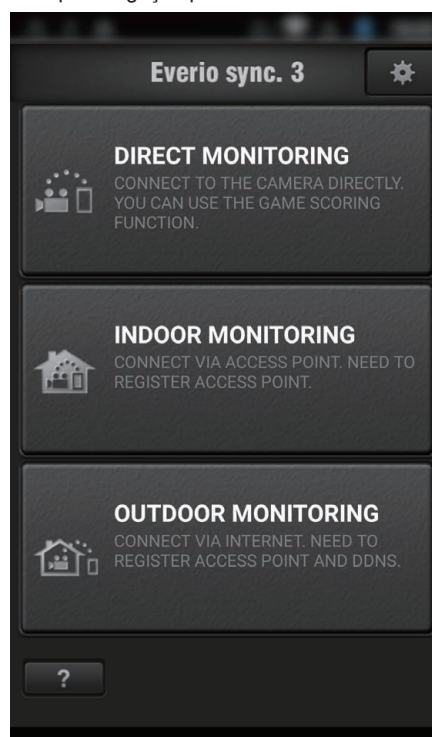 Everio sync. 3
DIRECT MONITORING
CONNECT TO THE CAMERA DIRECTLY.
YOU CAN USE THE GAME SCORING
FUNCTION.
INDOOR MONITORING
CONNECT VIA ACCESS POINT. NEED TO
REGISTER ACCESS POINT.
OUTDOOR MONITORING
CONNECT VIA INTERNET. NEED TO
REGISTER ACCESS POINT AND DDNS.
?